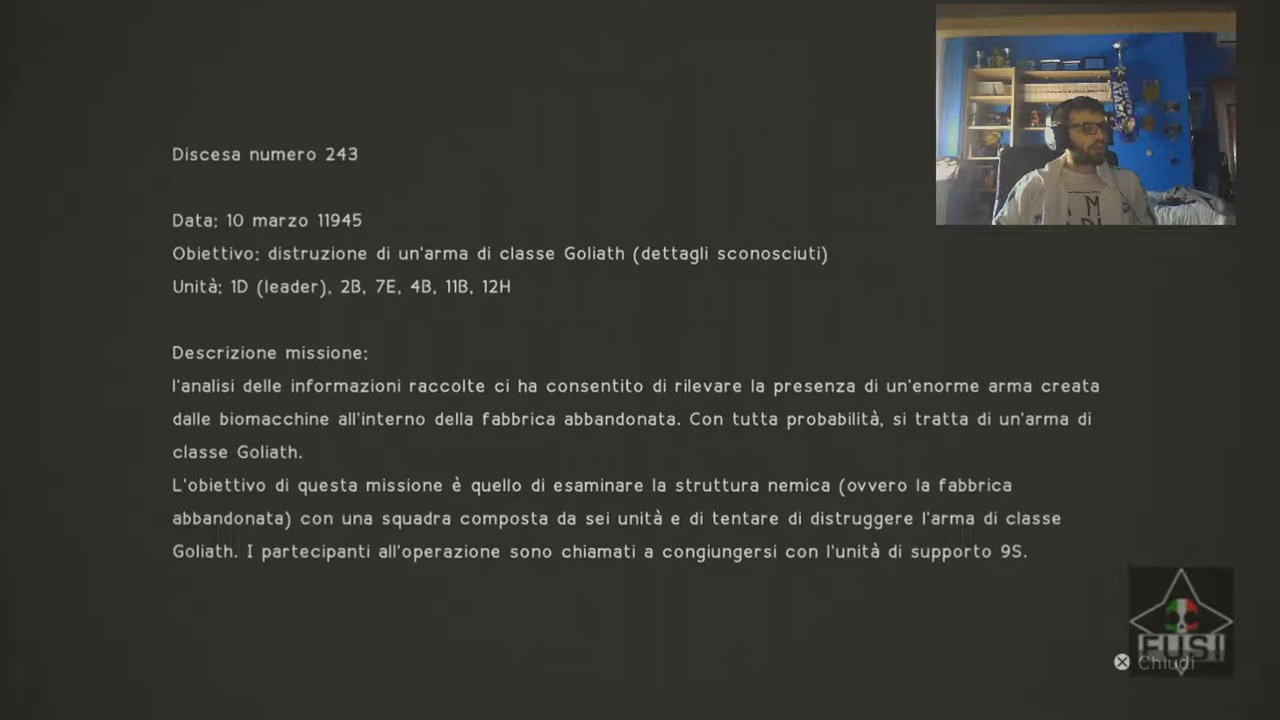 Discesa numero 243
Data: 10 marzo 11945
Obiettivo: distruzione di un'arma di classe Goliath (dettagli sconosciuti)
Unità: 1D (leader), 2B, 7E, 4B, 11B, 12H
Descrizione missione:
l'analisi delle informazioni raccolte ci ha consentito di rilevare la presenza di un'enorme arma creata
dalle biomacchine all'interno della fabbrica abbandonata. Con tutta probabilità, si tratta di un'arma di
classe Goliath.
L'obiettivo di questa missione è quello di esaminare la struttura nemica (ovvero la fabbrica
abbandonata) con una squadra composta da sei unità e di tentare di distruggere l'arma di classe
Goliath. I partecipanti all'operazione sono chiamati a congiungersi con l'unità di supporto 9S.
FUSI
Chiudi